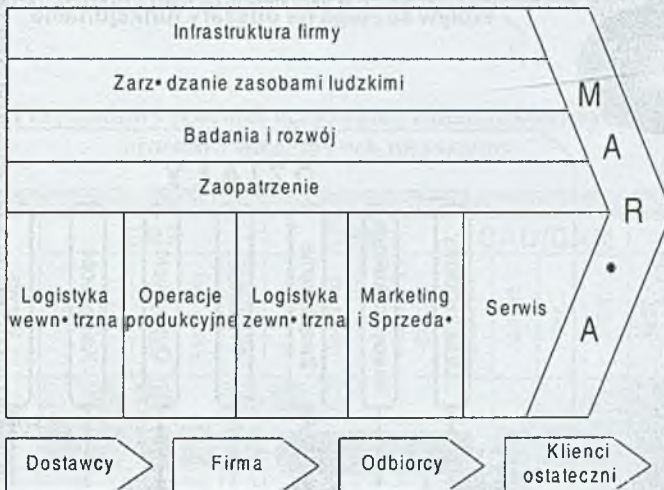 Infrastruktura firmy
Zarz• dzanie zasobami ludzkimi
Badania i rozwój
Zaopatrzenie
M
A
R
•
A
Logistyka
wewn• trzna
Operacje
produkcyjne
Logistyka
zewn• trzna
Marketing
i Sprzeda•
Serwis
Dostawcy
Firma
Odbiorcy
Klienci
ostateczni